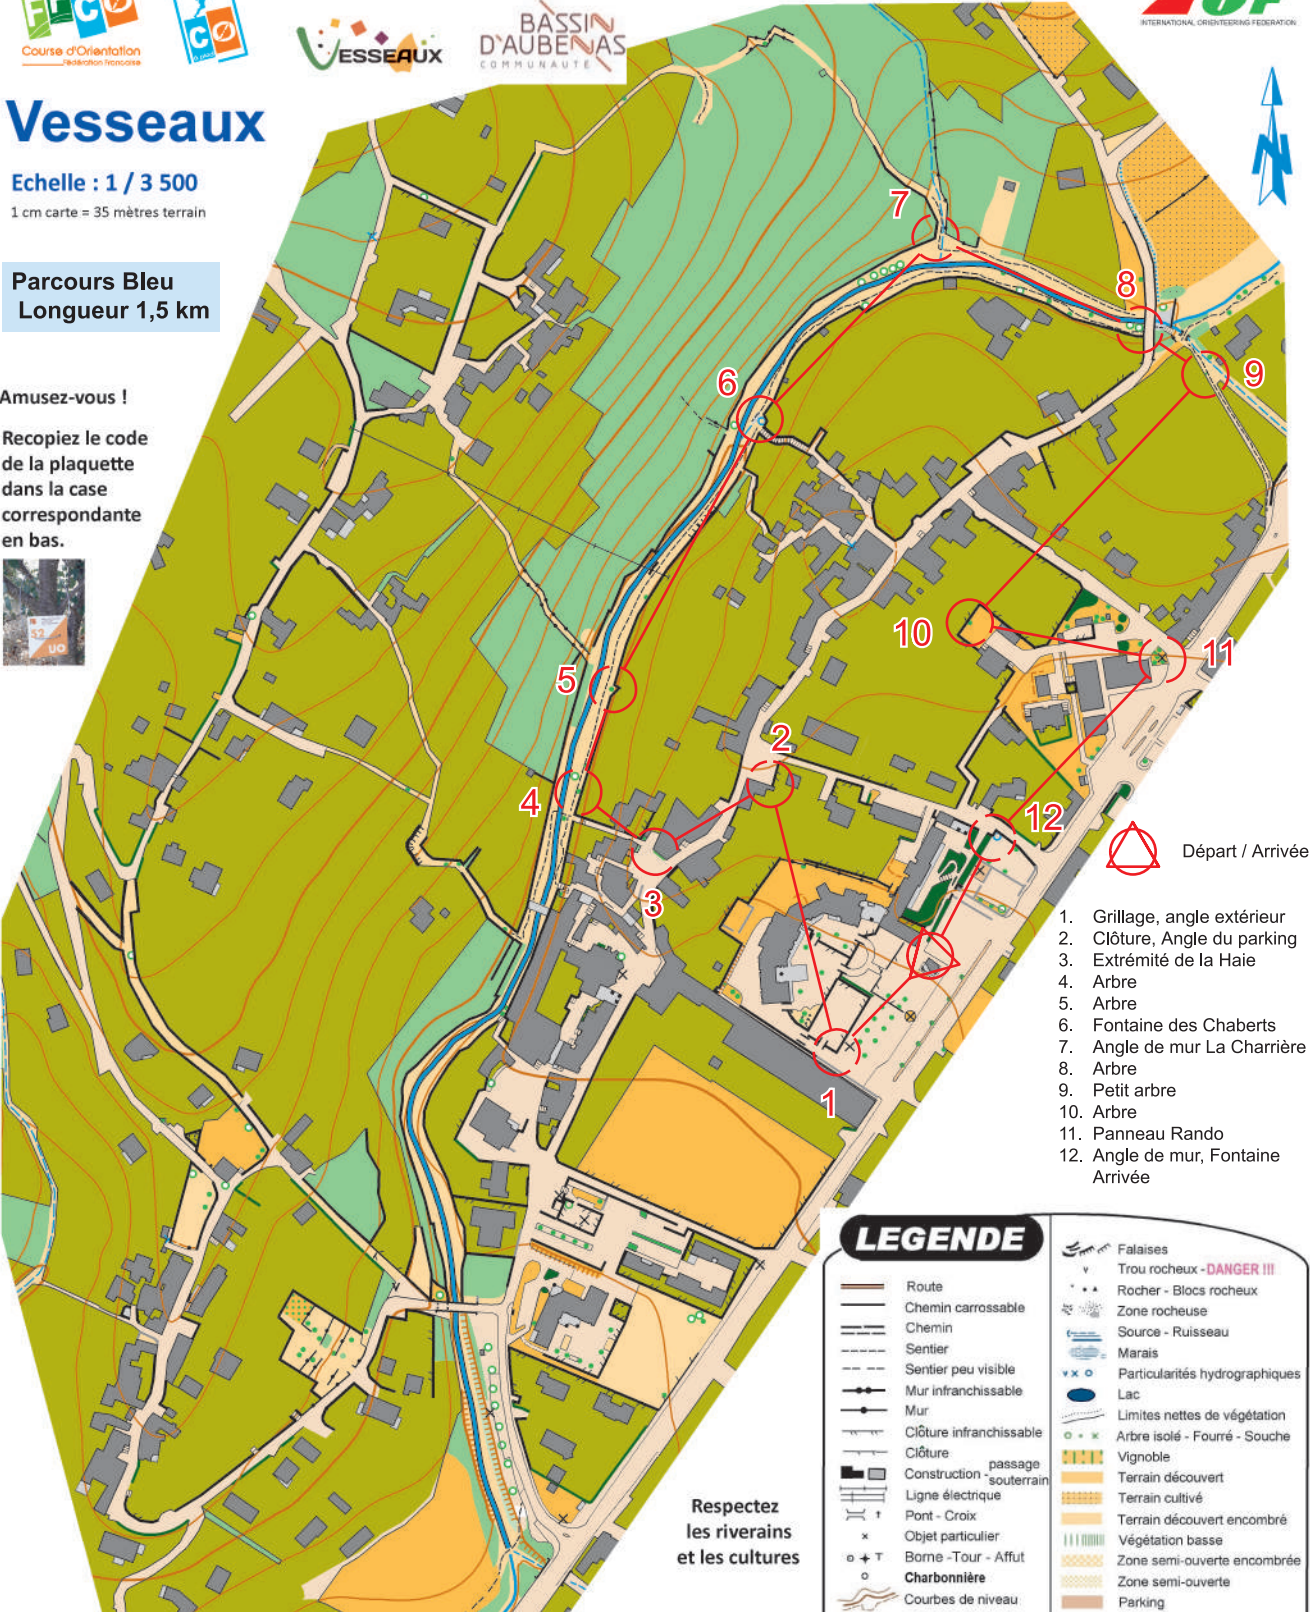 Course d'Orientation
Fédération Française
CO
VESSEAUX
BASSIN
D'AUBENAS
COMMUNAUTÉ
INTERNATIONAL ORIENTEERING FEDERATION
Vesseaux
Echelle : 1 / 3 500
1 cm carte = 35 mètres terrain
N
Parcours Bleu
Longueur 1,5 km
Amusez-vous !
Recopiez le code
de la plaquette
dans la case
correspondante
en bas.
52
UO
7
8
6
9
10
11
5
2
4
12
3
1
Départ / Arrivée
1. Grillage, angle extérieur
2. Clôture, Angle du parking
3. Extrémité de la Haie
4. Arbre
5. Arbre
6. Fontaine des Chaberts
7. Angle de mur La Charrière
8. Arbre
9. Petit arbre
10. Arbre
11. Panneau Rando
12. Angle de mur, Fontaine
Arrivée
Respectez
les riverains
et les cultures
LEGENDE
Route
Chemin carrossable
Chemin
Sentier
Sentier peu visible
Mur infranchissable
Mur
Clôture infranchissable
Clôture
Construction - passage
souterrain
Ligne électrique
Pont - Croix
Objet particulier
Borne -Tour - Affut
Charbonnière
Courbes de niveau
Falaises
Trou rocheux - DANGER !!!
Rocher - Blocs rocheux
Zone rocheuse
Source - Ruisseau
Marais
Particularités hydrographiques
Lac
Limites nettes de végétation
Arbre isolé - Fourré - Souche
Vignoble
Terrain découvert
Terrain cultivé
Terrain découvert encombré
Végétation basse
Zone semi-ouverte encombrée
Zone semi-ouverte
Parking